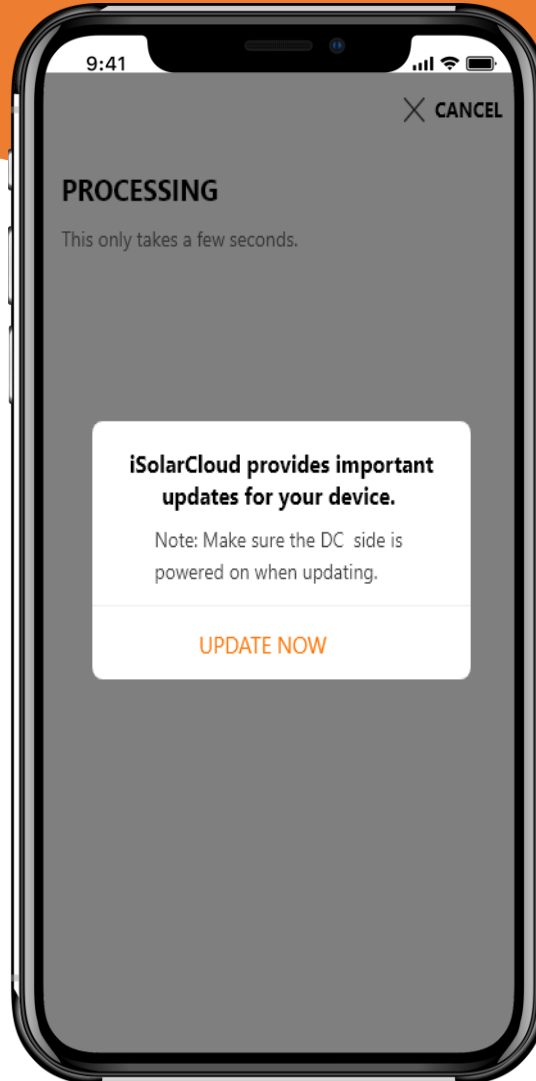 9:41
CANCEL
PROCESSING
This only takes a few seconds.
iSolarCloud provides important
updates for your device.
Note: Make sure the DC side is
powered on when updating.
UPDATE NOW